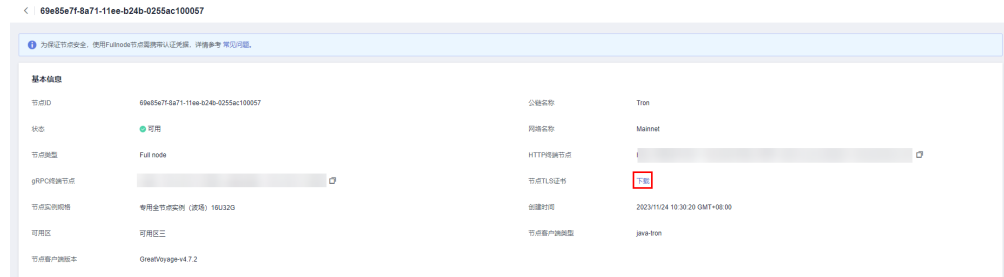 69e85e7f-8a71-11ee-b24b-0255ac100057
为保证节点安全，使用Fullnode节点需携带认证凭据，详情参考 常见问题。
基本信息
节点ID 69e85e7f-8a71-11ee-b24b-0255ac100057 公链名称 Tron
状态 可用 网络名称 Mainnet
节点类型 Full node HTTP终端节点
gRPC终端节点 节点TLS证书 下载
节点实例规格 专用全节点实例（波场）16U32G 创建时间 2023/11/24 10:30:20 GMT+08:00
可用区 可用区三 节点客户端类型 java-tron
节点客户端版本 GreatVoyage-v4.7.2